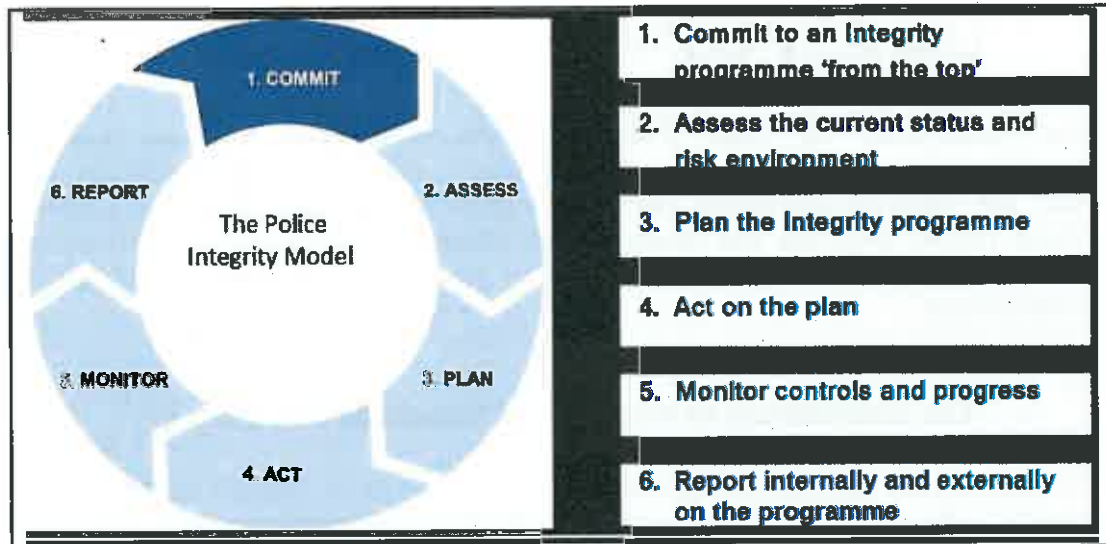 1. COMMIT
2. ASSESS
3. PLAN
4. ACT
5. MONITOR
6. REPORT
The Police
Integrity Model
1. Commit to an Integrity
programme 'from the top'
2. Assess the current status and
risk environment
3. Plan the Integrity programme
4. Act on the plan
5. Monitor controls and progress
6. Report internally and externally
on the programme